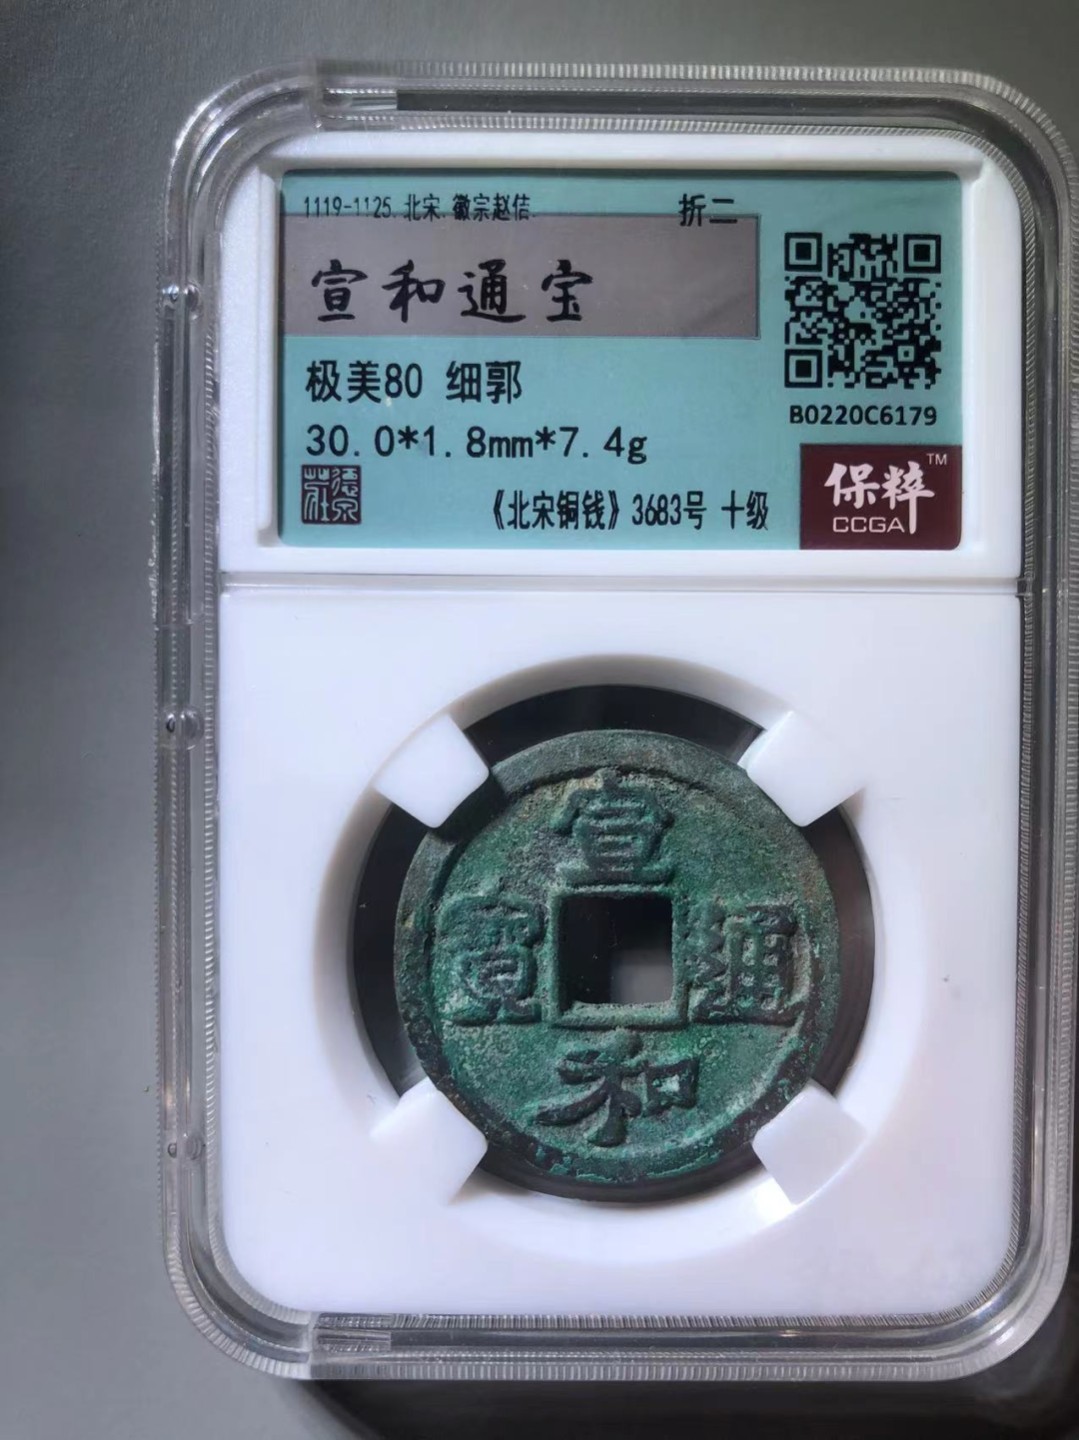 1119-1125.北宋.徽宗赵佶.
折二
宣和通宝
极美80 细郭
30.0*1.8mm*7.4g
《北宋铜钱》3683号 十级
B0220C6179
保粹 TM
CCGA
宣
寶 通
和